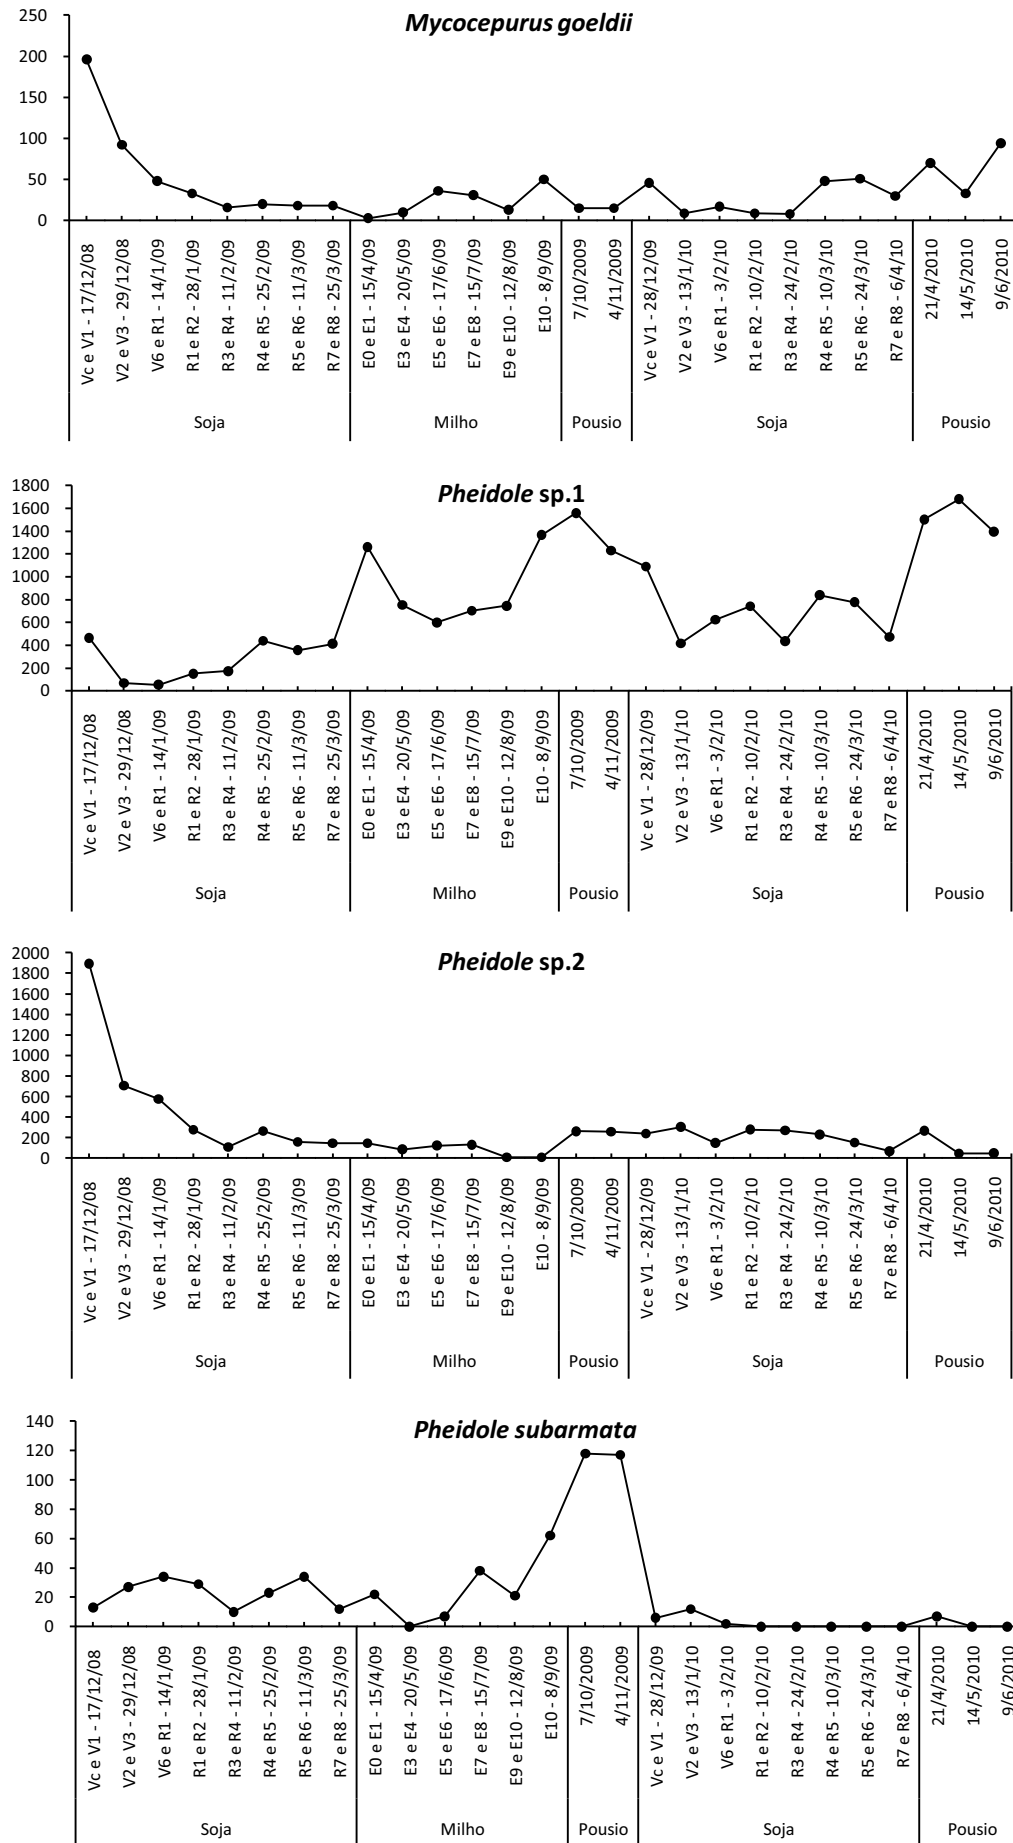 Mycocepurus goeldii
250
200
150
100
50
0
Vc e V1 - 17/12/08
V2 e V3 - 29/12/08
V6 e R1 - 14/1/09
R1 e R2 - 28/1/09
R3 e R4 - 11/2/09
R4 e R5 - 25/2/09
R5 e R6 - 11/3/09
R7 e R8 - 25/3/09
E0 e E1 - 15/4/09
E3 e E4 - 20/5/09
E5 e E6 - 17/6/09
E7 e E8 - 15/7/09
E9 e E10 - 12/8/09
E10 - 8/9/09
7/10/2009
4/11/2009
Vc e V1 - 28/12/09
V2 e V3 - 13/1/10
V6 e R1 - 3/2/10
R1 e R2 - 10/2/10
R3 e R4 - 24/2/10
R4 e R5 - 10/3/10
R5 e R6 - 24/3/10
R7 e R8 - 6/4/10
21/4/2010
14/5/2010
9/6/2010
Soja Milho Pousio Soja Pousio
Pheidole sp.1
1800
1600
1400
1200
1000
800
600
400
200
0
Vc e V1 - 17/12/08
V2 e V3 - 29/12/08
V6 e R1 - 14/1/09
R1 e R2 - 28/1/09
R3 e R4 - 11/2/09
R4 e R5 - 25/2/09
R5 e R6 - 11/3/09
R7 e R8 - 25/3/09
E0 e E1 - 15/4/09
E3 e E4 - 20/5/09
E5 e E6 - 17/6/09
E7 e E8 - 15/7/09
E9 e E10 - 12/8/09
E10 - 8/9/09
7/10/2009
4/11/2009
Vc e V1 - 28/12/09
V2 e V3 - 13/1/10
V6 e R1 - 3/2/10
R1 e R2 - 10/2/10
R3 e R4 - 24/2/10
R4 e R5 - 10/3/10
R5 e R6 - 24/3/10
R7 e R8 - 6/4/10
21/4/2010
14/5/2010
9/6/2010
Soja Milho Pousio Soja Pousio
Pheidole sp.2
2000
1800
1600
1400
1200
1000
800
600
400
200
0
Vc e V1 - 17/12/08
V2 e V3 - 29/12/08
V6 e R1 - 14/1/09
R1 e R2 - 28/1/09
R3 e R4 - 11/2/09
R4 e R5 - 25/2/09
R5 e R6 - 11/3/09
R7 e R8 - 25/3/09
E0 e E1 - 15/4/09
E3 e E4 - 20/5/09
E5 e E6 - 17/6/09
E7 e E8 - 15/7/09
E9 e E10 - 12/8/09
E10 - 8/9/09
7/10/2009
4/11/2009
Vc e V1 - 28/12/09
V2 e V3 - 13/1/10
V6 e R1 - 3/2/10
R1 e R2 - 10/2/10
R3 e R4 - 24/2/10
R4 e R5 - 10/3/10
R5 e R6 - 24/3/10
R7 e R8 - 6/4/10
21/4/2010
14/5/2010
9/6/2010
Soja Milho Pousio Soja Pousio
Pheidole subarmata
140
120
100
80
60
40
20
0
Vc e V1 - 17/12/08
V2 e V3 - 29/12/08
V6 e R1 - 14/1/09
R1 e R2 - 28/1/09
R3 e R4 - 11/2/09
R4 e R5 - 25/2/09
R5 e R6 - 11/3/09
R7 e R8 - 25/3/09
E0 e E1 - 15/4/09
E3 e E4 - 20/5/09
E5 e E6 - 17/6/09
E7 e E8 - 15/7/09
E9 e E10 - 12/8/09
E10 - 8/9/09
7/10/2009
4/11/2009
Vc e V1 - 28/12/09
V2 e V3 - 13/1/10
V6 e R1 - 3/2/10
R1 e R2 - 10/2/10
R3 e R4 - 24/2/10
R4 e R5 - 10/3/10
R5 e R6 - 24/3/10
R7 e R8 - 6/4/10
21/4/2010
14/5/2010
9/6/2010
Soja Milho Pousio Soja Pousio